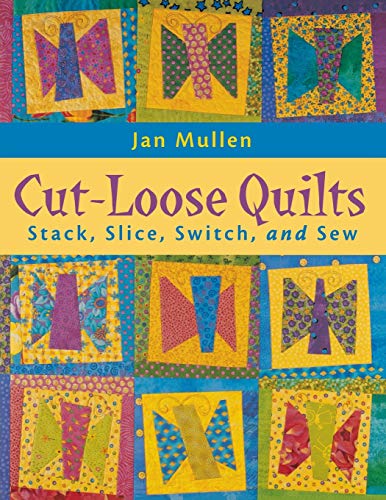 Jan Mullen
Cut-Loose Quilts
Stack, Slice, Switch, and Sew